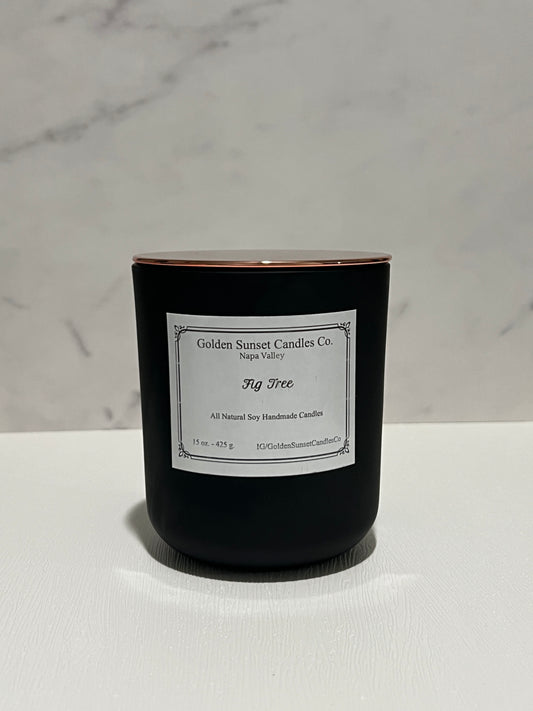 Golden Sunset Candles Co.
Napa Valley
Fig Tree
All Natural Soy Handmade Candles
15 oz. - 425 g. IG/GoldenSunsetCandlesCo